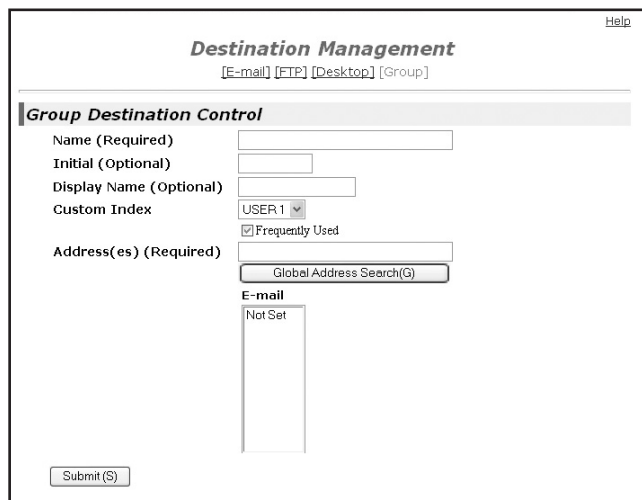 Help
Destination Management
[E-mail] [FTP] [Desktop] [Group]
Group Destination Control
Name (Required)
Initial (Optional)
Display Name (Optional)
Custom Index USER 1
Frequently Used
Address(es) (Required)
Global Address Search(G)
E-mail
Not Set
Submit (S)